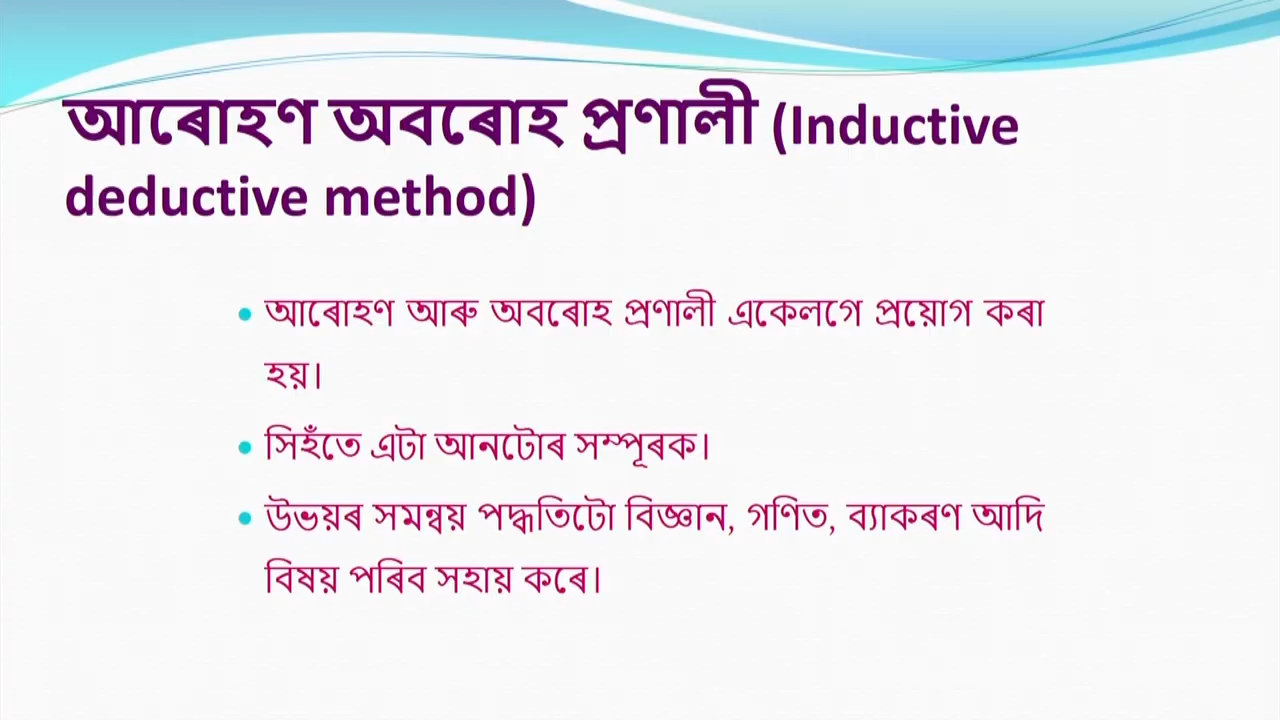 আৰোহণ অবৰোহ প্ৰণালী (Inductive
deductive method)
আৰোহণ আৰু অবৰোহ প্ৰণালী একেলগে প্ৰয়োগ কৰা
হয়।
সিহঁতে এটা আনটোৰ সম্পূৰক।
উভয়ৰ সমন্বয় পদ্ধতিটো বিজ্ঞান, গণিত, ব্যাকৰণ আদি
বিষয় পৰিব সহায় কৰে।